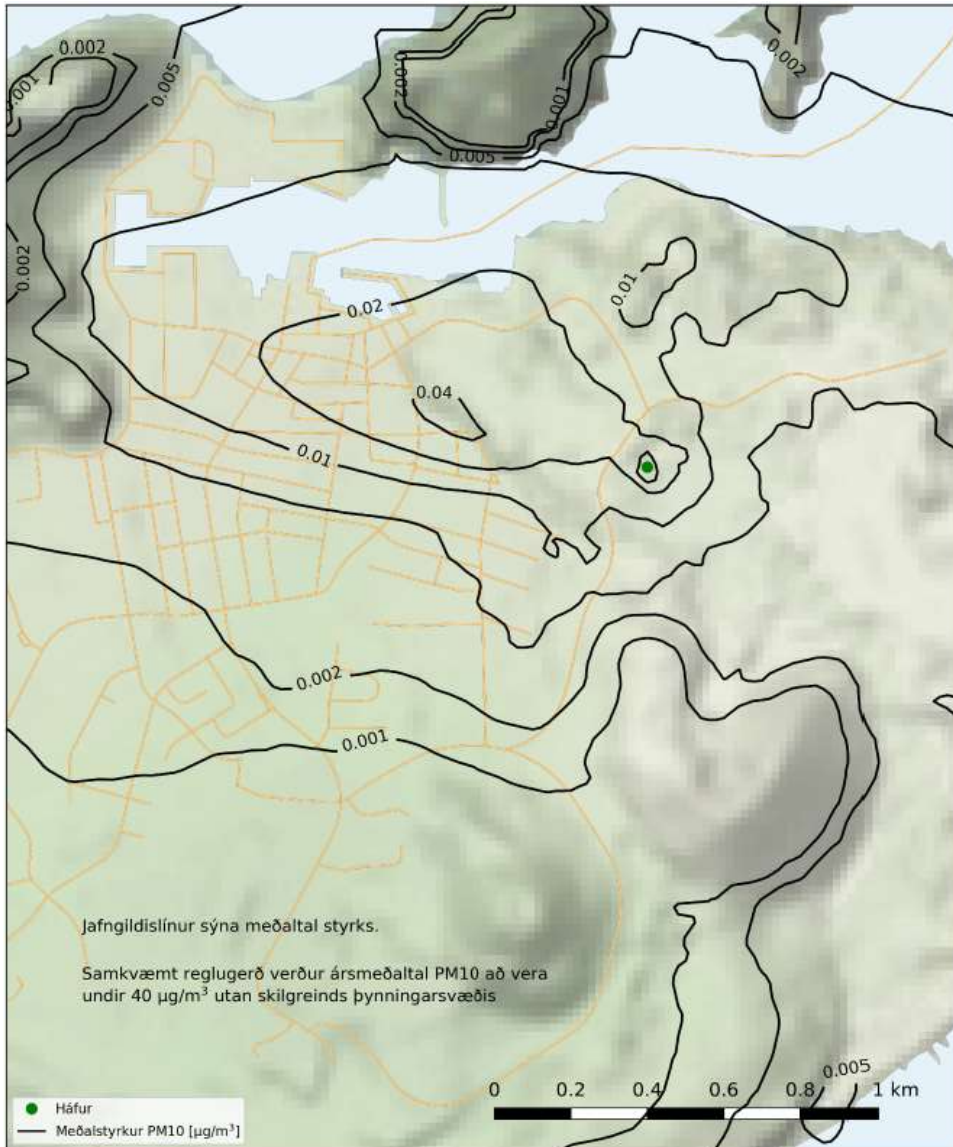 0.002
0.001
0.005
0.002
0.001
0.005
0.002
0.002
0.01
0.02
0.04
0.01
0.002
0.001
Jafngildislínur sýna meðaltal styrks.
Samkvæmt reglugerð verður ársmeðaltal PM10 að vera
undir 40 µg/m³ utan skilgreinds þynningarsvæðis
0.005
0 0.2 0.4 0.6 0.8 1 km
Háfur
Meðalstyrkur PM10 [µg/m³]